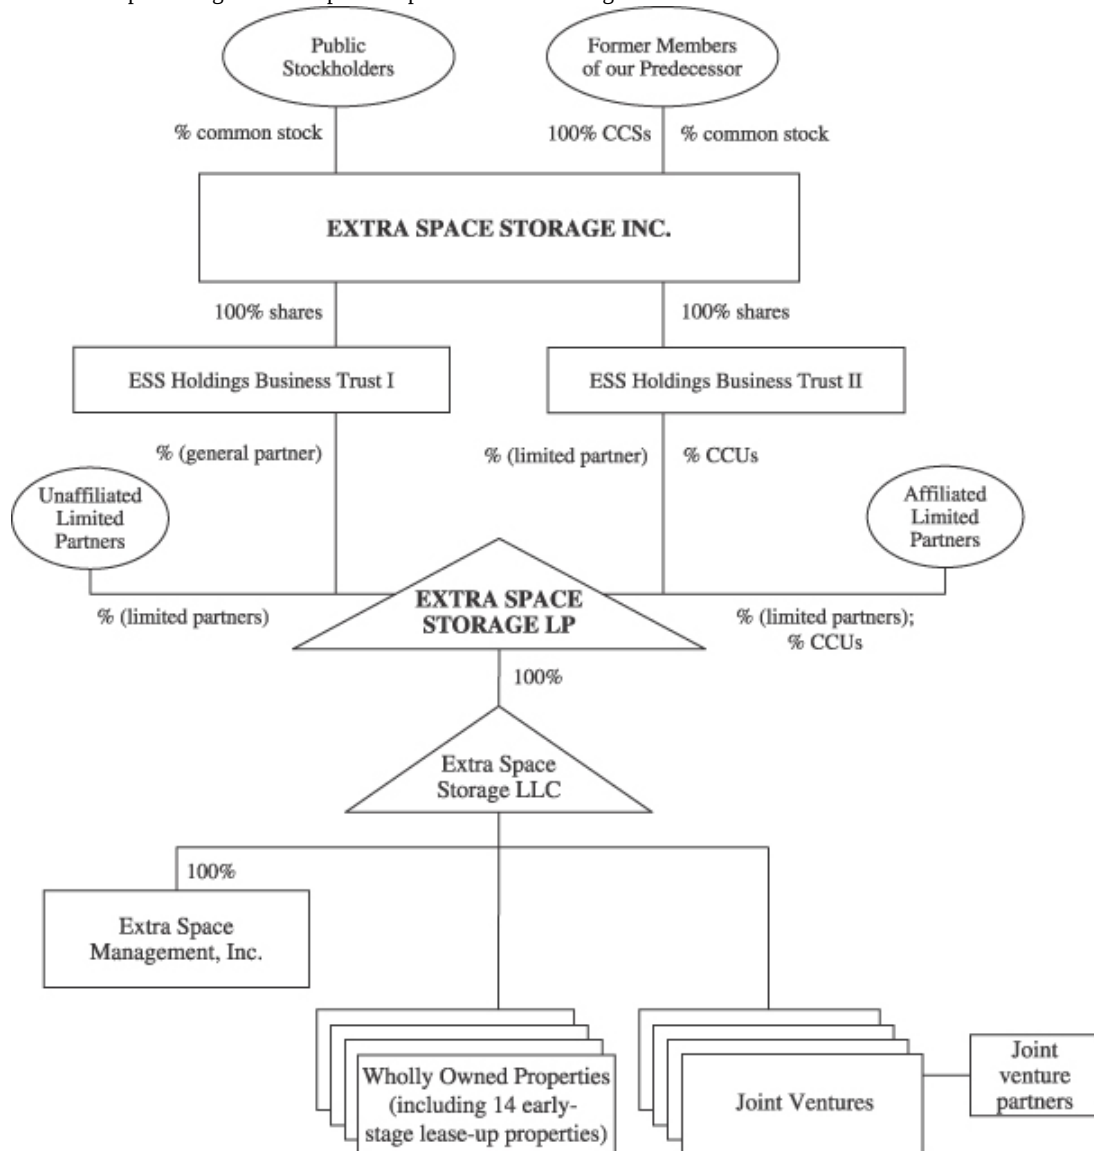 Public
Stockholders
Former Members
of our Predecessor
% common stock
100% CCSs
% common stock
EXTRA SPACE STORAGE INC.
100% shares
100% shares
ESS Holdings Business Trust I
ESS Holdings Business Trust II
% (general partner)
% (limited partner)
% CCUs
Unaffiliated
Limited
Partners
Affiliated
Limited
Partners
% (limited partners)
EXTRA SPACE
STORAGE LP
% (limited partners);
% CCUs
100%
Extra Space
Storage LLC
100%
Extra Space
Management, Inc.
Wholly Owned Properties
(including 14 early-
stage lease-up properties)
Joint Ventures
Joint
venture
partners